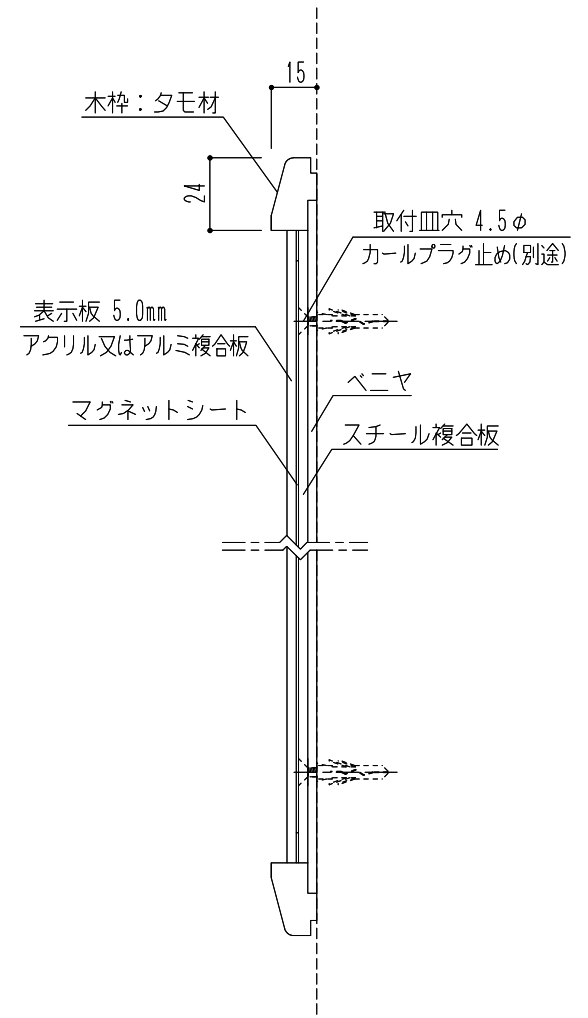 15
木枠：タモ材
24
取付皿穴 4.5φ
カールプラグ止め(別途)
表示板 5.0mm
アクリル又はアルミ複合板
ベニヤ
マグネットシート
スチール複合板